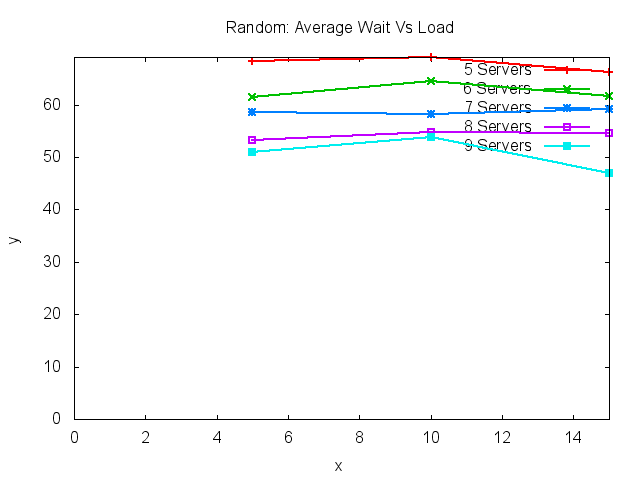 Random: Average Wait Vs Load
5 Servers
6 Servers
7 Servers
8 Servers
9 Servers
60
50
40
30
20
10
0
y
0 2 4 6 8 10 12 14
x